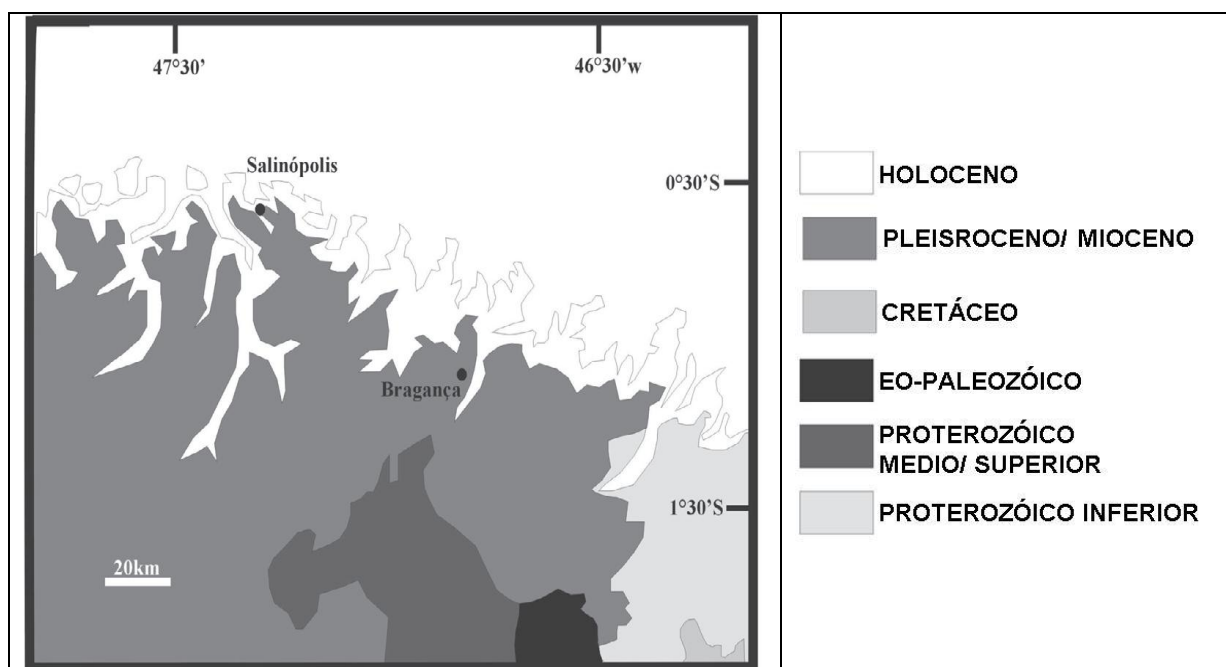 47°30'
46°30'w
Salinópolis
0°30'S
Bragança
1°30'S
20km
HOLOCENO
PLEISROCENO/ MIOCENO
CRETÁCEO
EO-PALEOZÓICO
PROTEROZÓICO
MEDIO/ SUPERIOR
PROTEROZÓICO INFERIOR